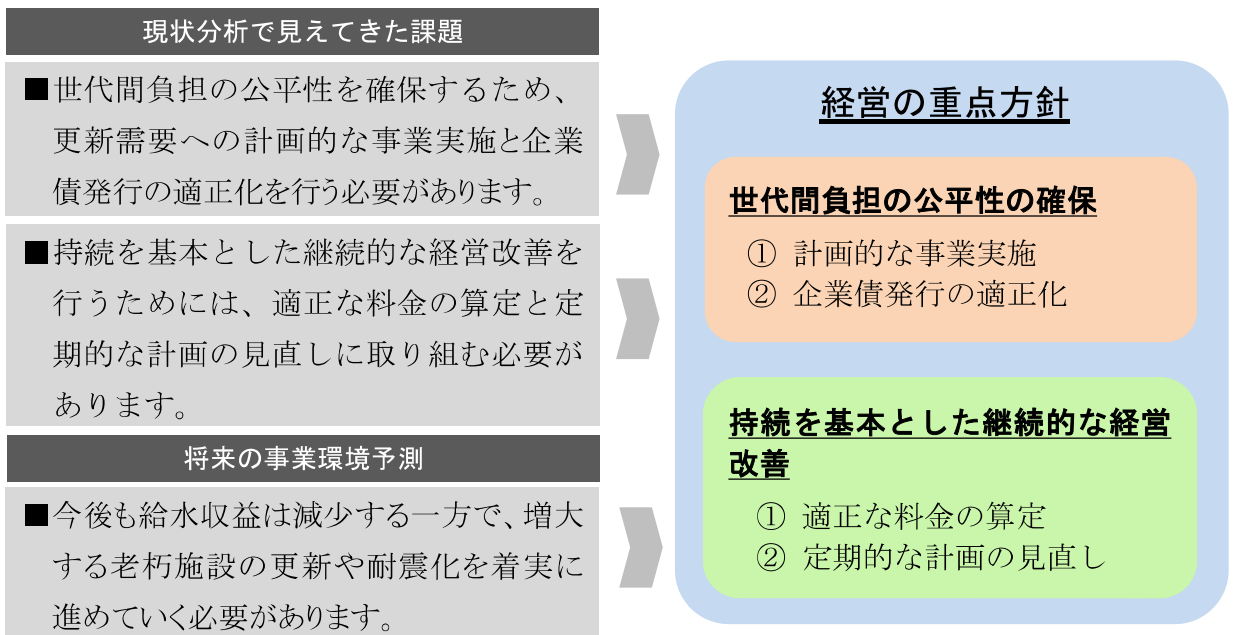 現状分析で見えてきた課題
■世代間負担の公平性を確保するため、
更新需要への計画的な事業実施と企業
債発行の適正化を行う必要があります。
■持続を基本とした継続的な経営改善を
行うためには、適正な料金の算定と定
期的な計画の見直しに取り組む必要が
あります。
将来の事業環境予測
■今後も給水収益は減少する一方で、増大
する老朽施設の更新や耐震化を着実に
進めていく必要があります。
経営の重点方針
世代間負担の公平性の確保
① 計画的な事業実施
② 企業債発行の適正化
持続を基本とした継続的な経営
改善
① 適正な料金の算定
② 定期的な計画の見直し